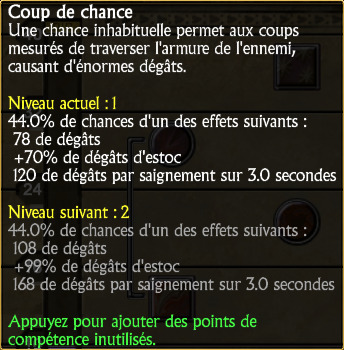 Coup de chance
Une chance inhabituelle permet aux coups
mesurés de traverser l'armure de l'ennemi,
causant d'énormes dégâts.
Niveau actuel : 1
44.0% de chances d'un des effets suivants :
78 de dégâts
+70% de dégâts d'estoc
120 de dégâts par saignement sur 3.0 secondes
24
Niveau suivant : 2
44.0% de chances d'un des effets suivants :
108 de dégâts
+99% de dégâts d'estoc
168 de dégâts par saignement sur 3.0 secondes
Appuyez pour ajouter des points de
compétence inutilisés.